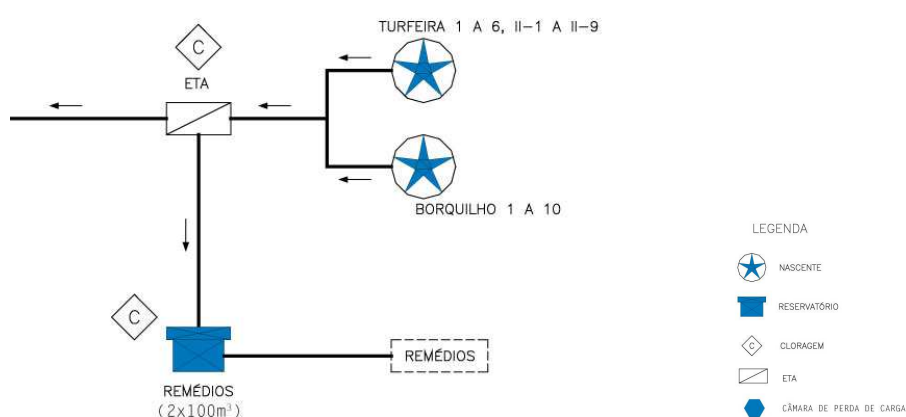 TURFEIRA 1 A 6, II-1 A II-9
C
ETA
BORQUILHO 1 A 10
C
REMÉDIOS
REMÉDIOS
(2x100m³)
LEGENDA
NASCENTE
RESERVATÓRIO
C CLORAGEM
ETA
CÂMARA DE PERDA DE CARGA